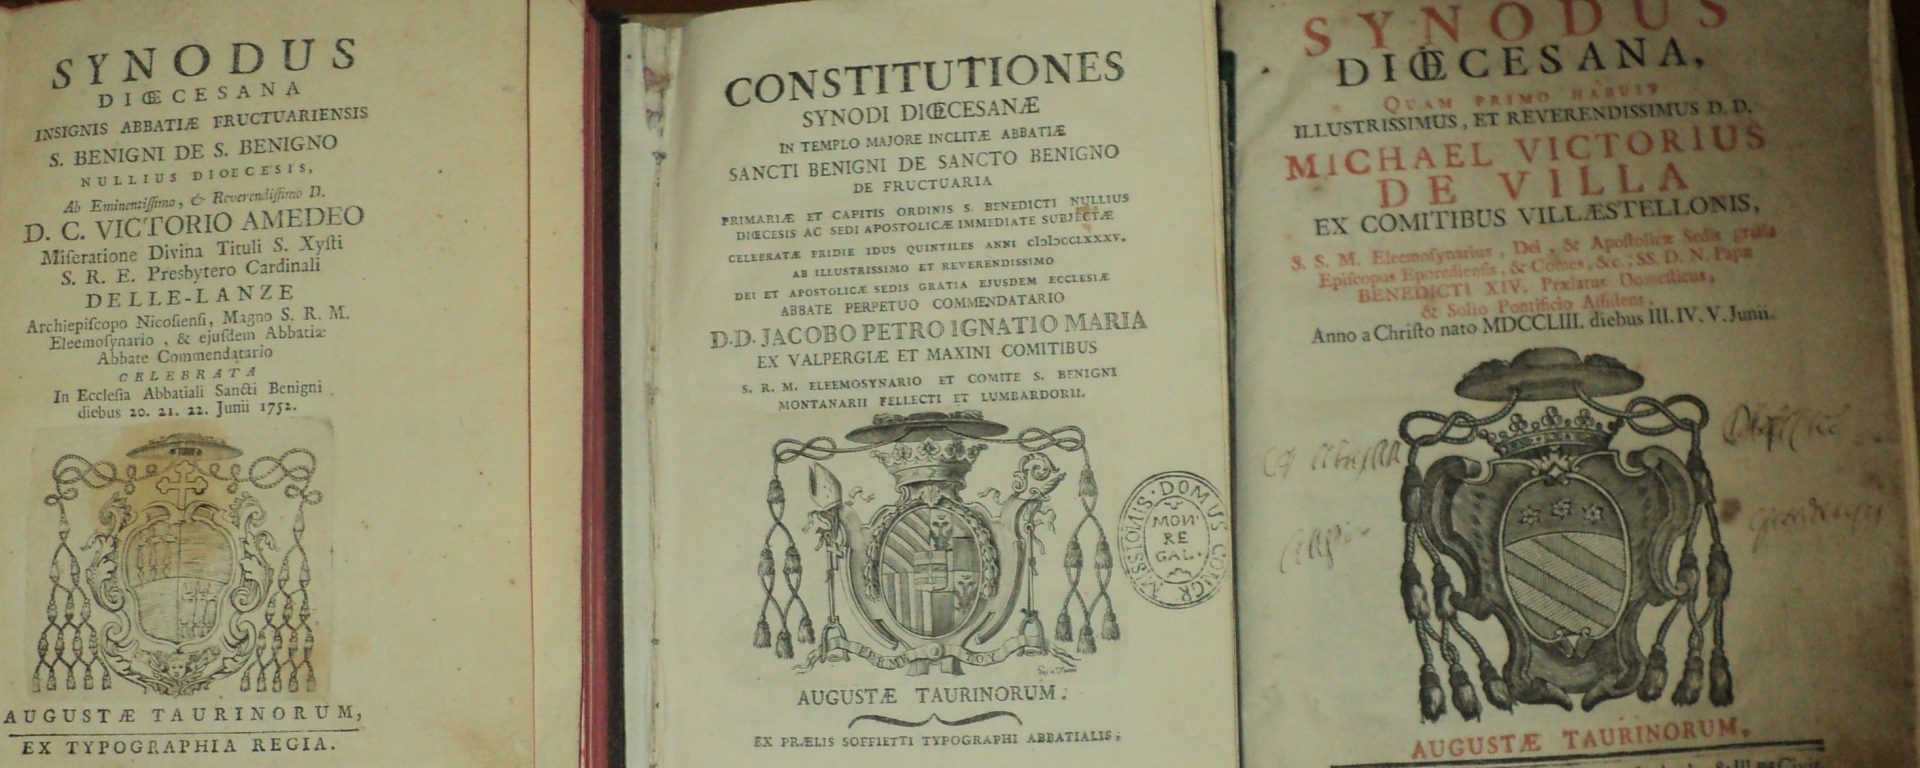 SYNODUS
DIŒCESANA
INSIGNIS ABBATIÆ FRUCTUARIENSIS
S. BENIGNI DE S. BENIGNO
NULLIUS DIOECESIS,
Ab Eminentiſſimo, & Reverendiſſimo D.
D. C. VICTORIO AMEDEO
Miſeratione Divina Tituli S. Xyſti
S. R. E. Presbytero Cardinali
DELLE-LANZE
Archiepiſcopo Nicoſienſi, Magno S. R. M.
Eleemoſynario, & ejuſdem Abbatiæ
Abbate Commendatario
CELEBRATA
In Eccleſia Abbatiali Sancti Benigni
diebus 20. 21. 22. Junii 1752.
AUGUSTÆ TAURINORUM,
EX TYPOGRAPHIA REGIA.
CONSTITUTIONES
SYNODI DIŒCESANÆ
IN TEMPLO MAJORE INCLITÆ ABBATIÆ
SANCTI BENIGNI DE SANCTO BENIGNO
DE FRUCTUARIA
PRIMARIÆ ET CAPITIS ORDINIS S. BENEDICTI NULLIUS
DIŒCESIS AC SEDI APOSTOLICÆ IMMEDIATE SUBJECTÆ
CELEBRATÆ PRIDIE IDUS QUINTILES ANNI cIↃIↃccLXXXV.
AB ILLUSTRISSIMO ET REVERENDISSIMO
DEI ET APOSTOLICÆ SEDIS GRATIA EJUSDEM ECCLESIÆ
ABBATE PERPETUO COMMENDATARIO
D.D. JACOBO PETRO IGNATIO MARIA
EX VALPERGIÆ ET MAXINI COMITIBUS
S. R. M. ELEEMOSYNARIO ET COMITE S. BENIGNI
MONTANARII FELLECTI ET LUMBARDORII.
FERME TOY
MISSIONIS · DOMUS CONGR
MON·
RE
GAL·
AUGUSTÆ TAURINORUM.
EX PRÆLIS SOFFIETTI TYPOGRAPHI ABBATIALIS.
SYNODUS
DIŒCESANA,
QUAM PRIMO HABUIT
ILLUSTRISSIMUS, ET REVERENDISSIMUS D. D.
MICHAEL VICTORIUS
DE VILLA
EX COMITIBUS VILLÆSTELLONIS,
S. S. M. Eleemoſynarius, Dei, & Apoſtolicæ Sedis gratia
Epiſcopus Eporedienſis, & Comes, &c.; SS. D. N. Papæ
BENEDICTI XIV. Prælatus Domeſticus,
& Solio Pontificio Aſſiſtens.
Anno a Chriſto nato MDCCLIII. diebus III. IV. V. Junii.
AUGUSTÆ TAURINORUM,